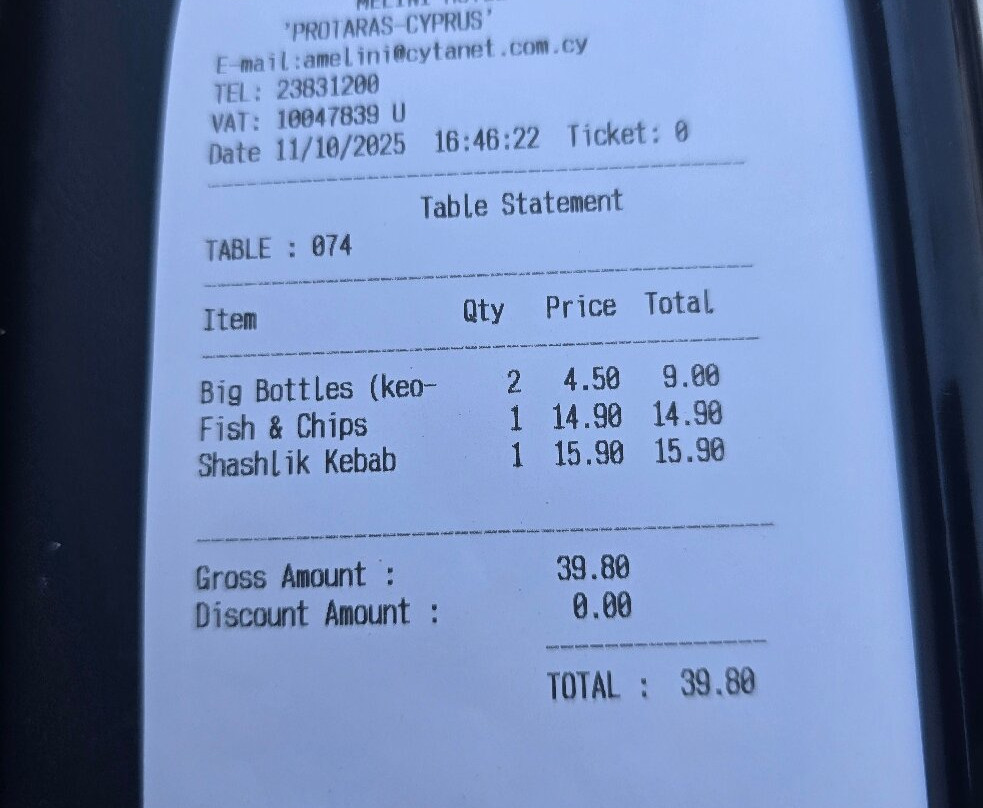 'PROTARAS-CYPRUS'
E-mail:amelini@cytanet.com.cy
TEL: 23831200
VAT: 10047839 U
Date 11/10/2025 16:46:22 Ticket: 0
Table Statement
TABLE : 074
Item Qty Price Total
Big Bottles (keo- 2 4.50 9.00
Fish & Chips 1 14.90 14.90
Shashlik Kebab 1 15.90 15.90
Gross Amount : 39.80
Discount Amount : 0.00
TOTAL : 39.80